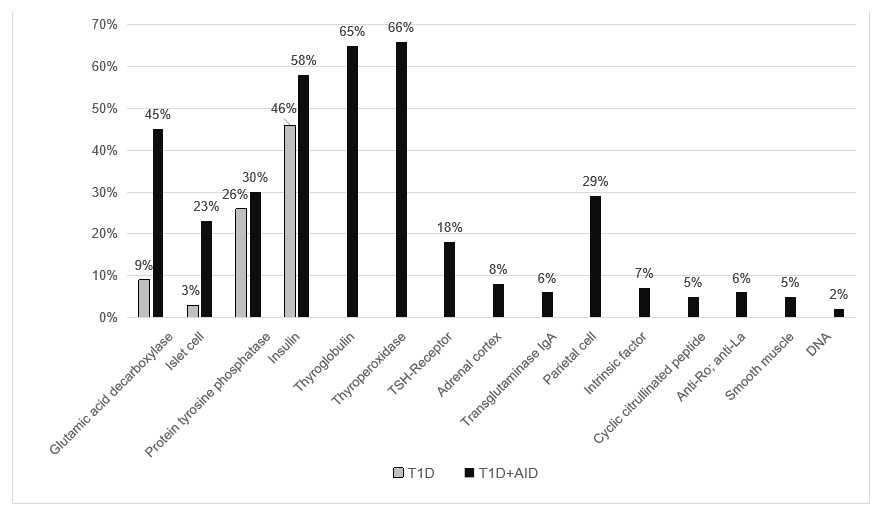 70%
60%
50%
40%
30%
20%
10%
0%
9%
45%
3%
23%
26%
30%
46%
58%
65%
66%
18%
8%
6%
29%
7%
5%
6%
5%
2%
Glutamic acid decarboxylase
Islet cell
Protein tyrosine phosphatase
Insulin
Thyroglobulin
Thyroperoxidase
TSH-Receptor
Adrenal cortex
Transglutaminase IgA
Parietal cell
Intrinsic factor
Cyclic citrullinated peptide
Anti-Ro; anti-La
Smooth muscle
DNA
T1D T1D+AID